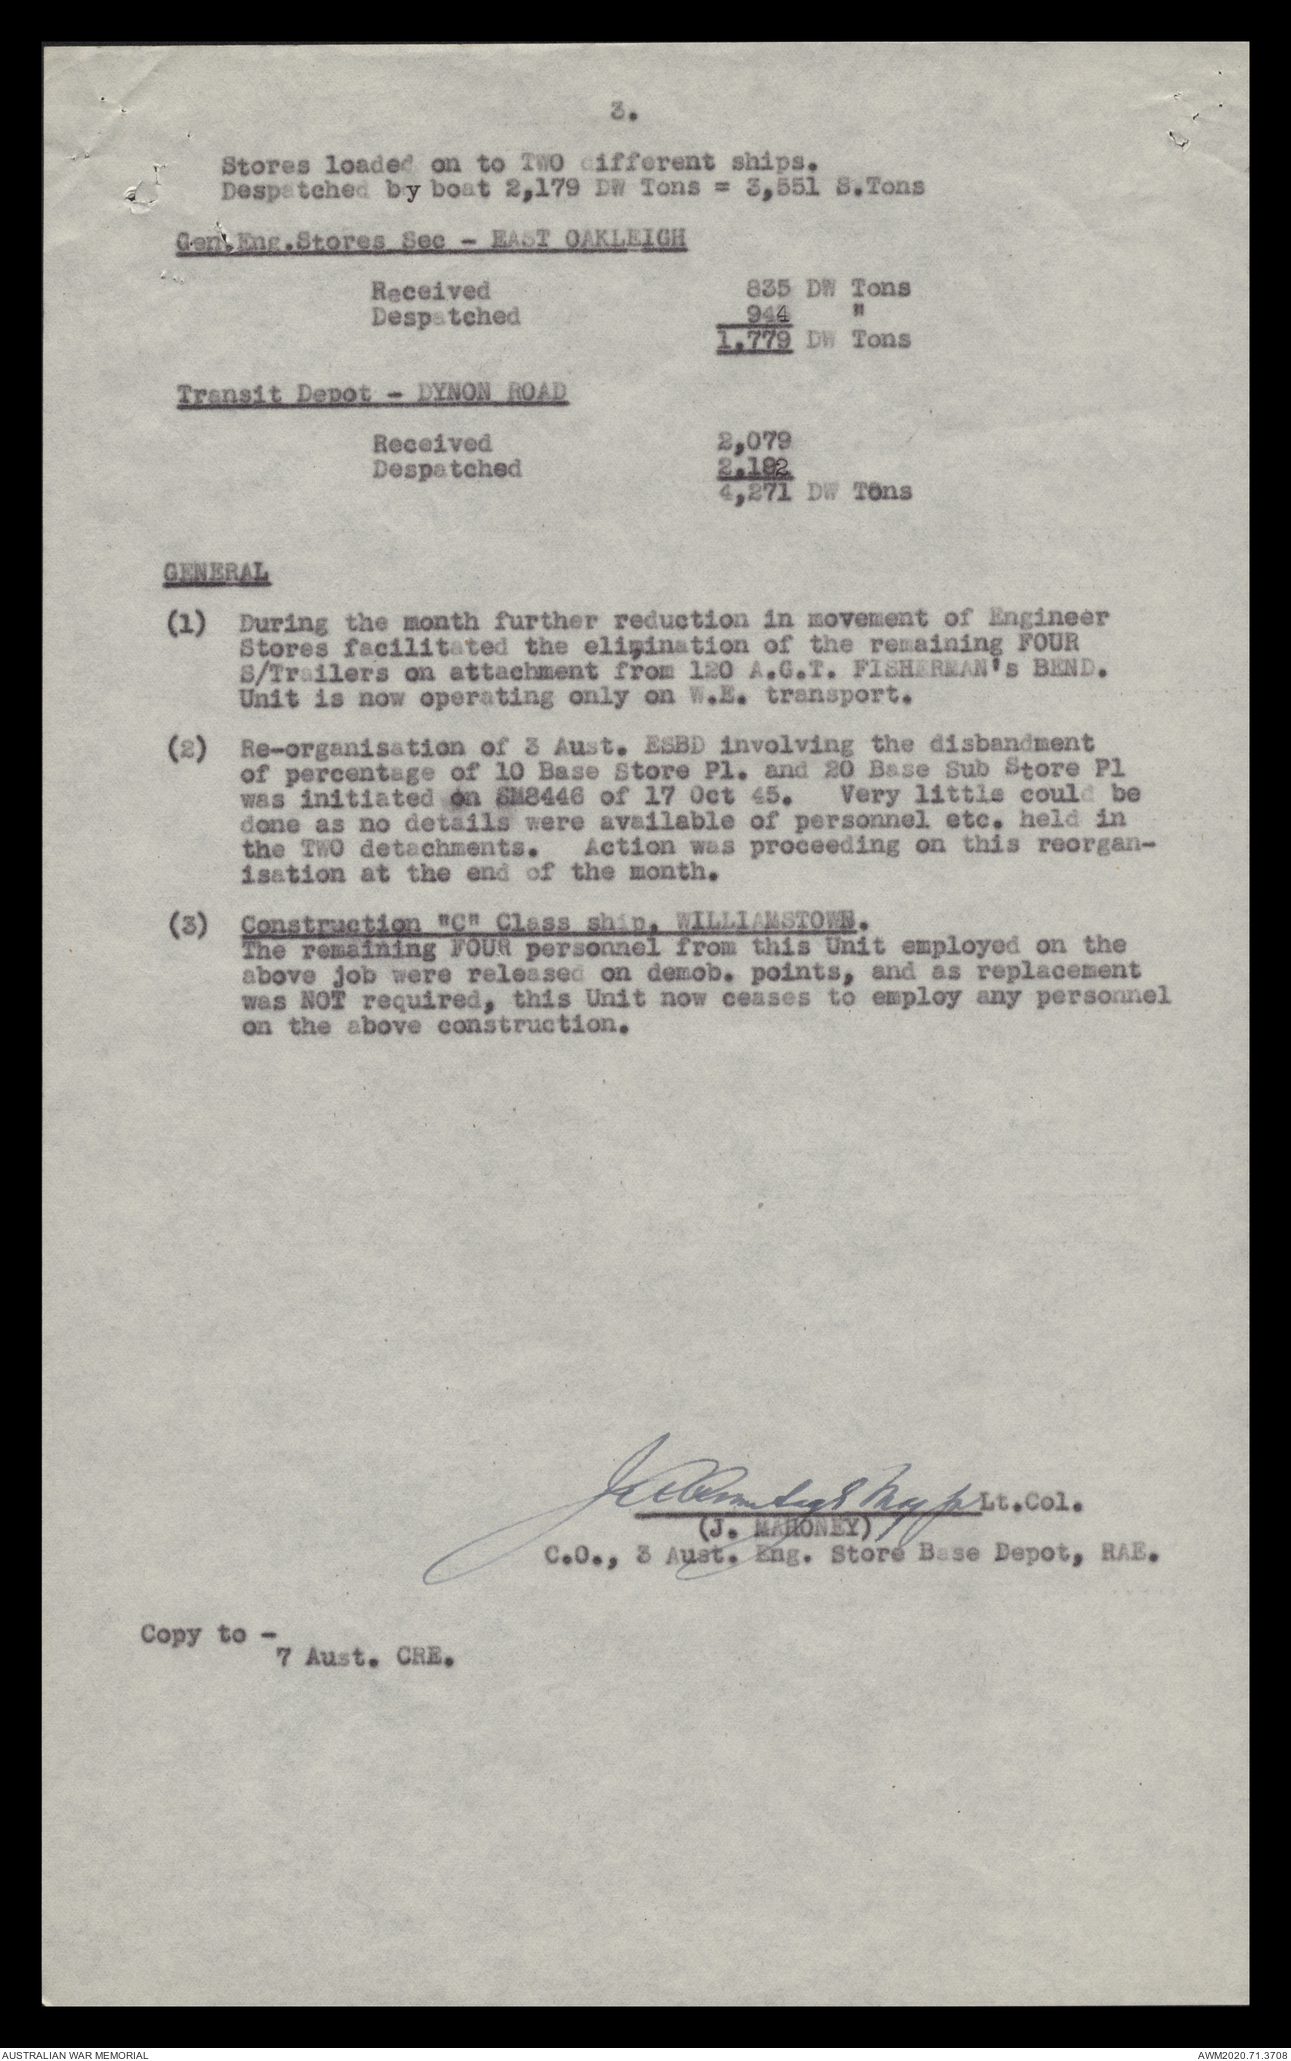 3.
Stores loaded on to TWO different ships.
Despatched by boat 2,179 DW Tons = 3,551 S.Tons
Gen.Eng.Stores Sec - EAST OAKLEIGH
Received 835 DW Tons
Despatched 944 "
1,779 DW Tons
Transit Depot - DYNON ROAD
Received 2,079
Despatched 2,192
4,271 DW Tons
GENERAL
(1) During the month further reduction in movement of Engineer
Stores facilitated the elimination of the remaining FOUR
S/Trailers on attachment from 120 A.G.T. FISHERMAN's BEND.
Unit is now operating only on W.E. transport.
(2) Re-organisation of 3 Aust. ESBD involving the disbandment
of percentage of 10 Base Store Pl. and 20 Base Sub Store Pl
was initiated on SM8446 of 17 Oct 45. Very little could be
done as no details were available of personnel etc. held in
the TWO detachments. Action was proceeding on this reorgan-
isation at the end of the month.
(3) Construction "C" Class ship, WILLIAMSTOWN.
The remaining FOUR personnel from this Unit employed on the
above job were released on demob. points, and as replacement
was NOT required, this Unit now ceases to employ any personnel
on the above construction.
Lt.Col.
(J. MAHONEY)
C.O., 3 Aust. Eng. Store Base Depot, RAE.
Copy to -
7 Aust. CRE.
AUSTRALIAN WAR MEMORIAL
AWM2020.71.3708